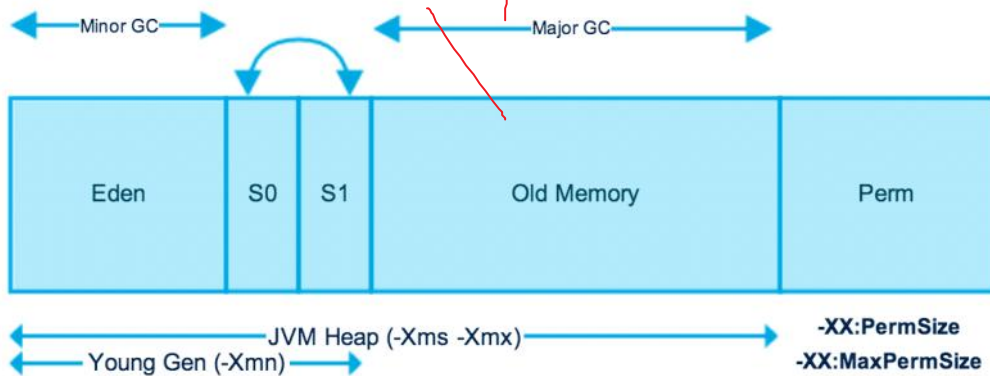 Minor GC
Major GC
Eden
S0
S1
Old Memory
Perm
JVM Heap (-Xms -Xmx)
-XX:PermSize
Young Gen (-Xmn)
-XX:MaxPermSize